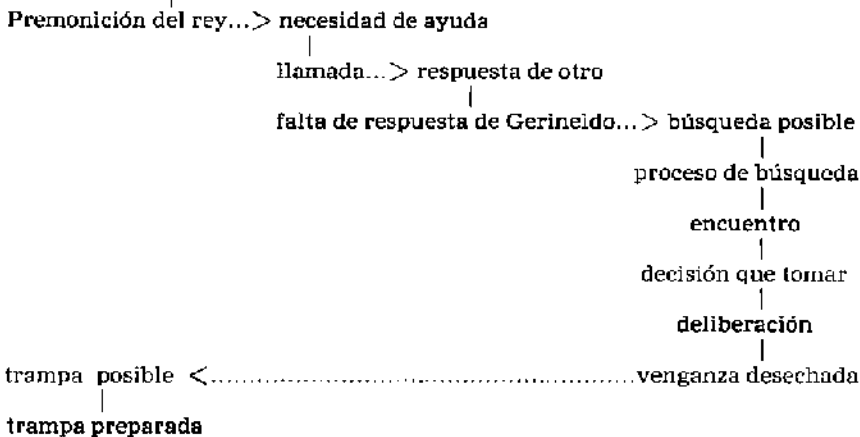 Premonición del rey...> necesidad de ayuda
llamada...> respuesta de otro
falta de respuesta de Gerineldo...> búsqueda posible
proceso de búsqueda
encuentro
decisión que tomar
deliberación
trampa posible <......................................................venganza desechada
trampa preparada